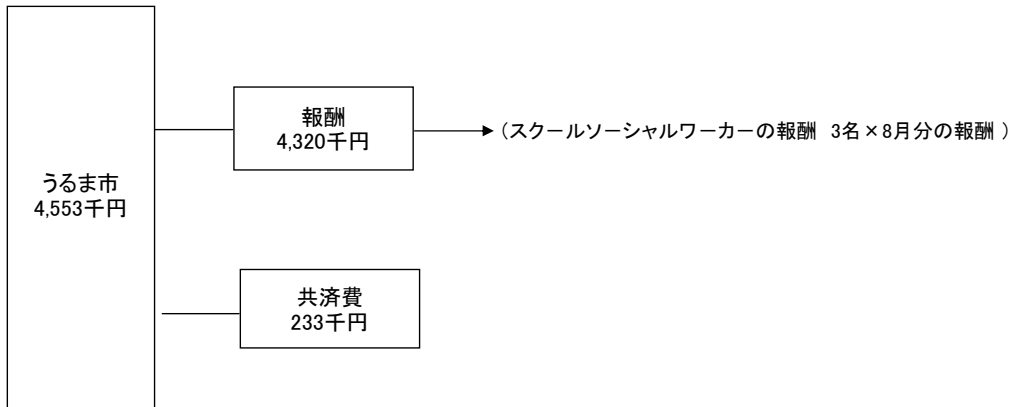 報酬
4,320千円
(スクールソーシャルワーカーの報酬 3名×8月分の報酬 )
うるま市
4,553千円
共済費
233千円